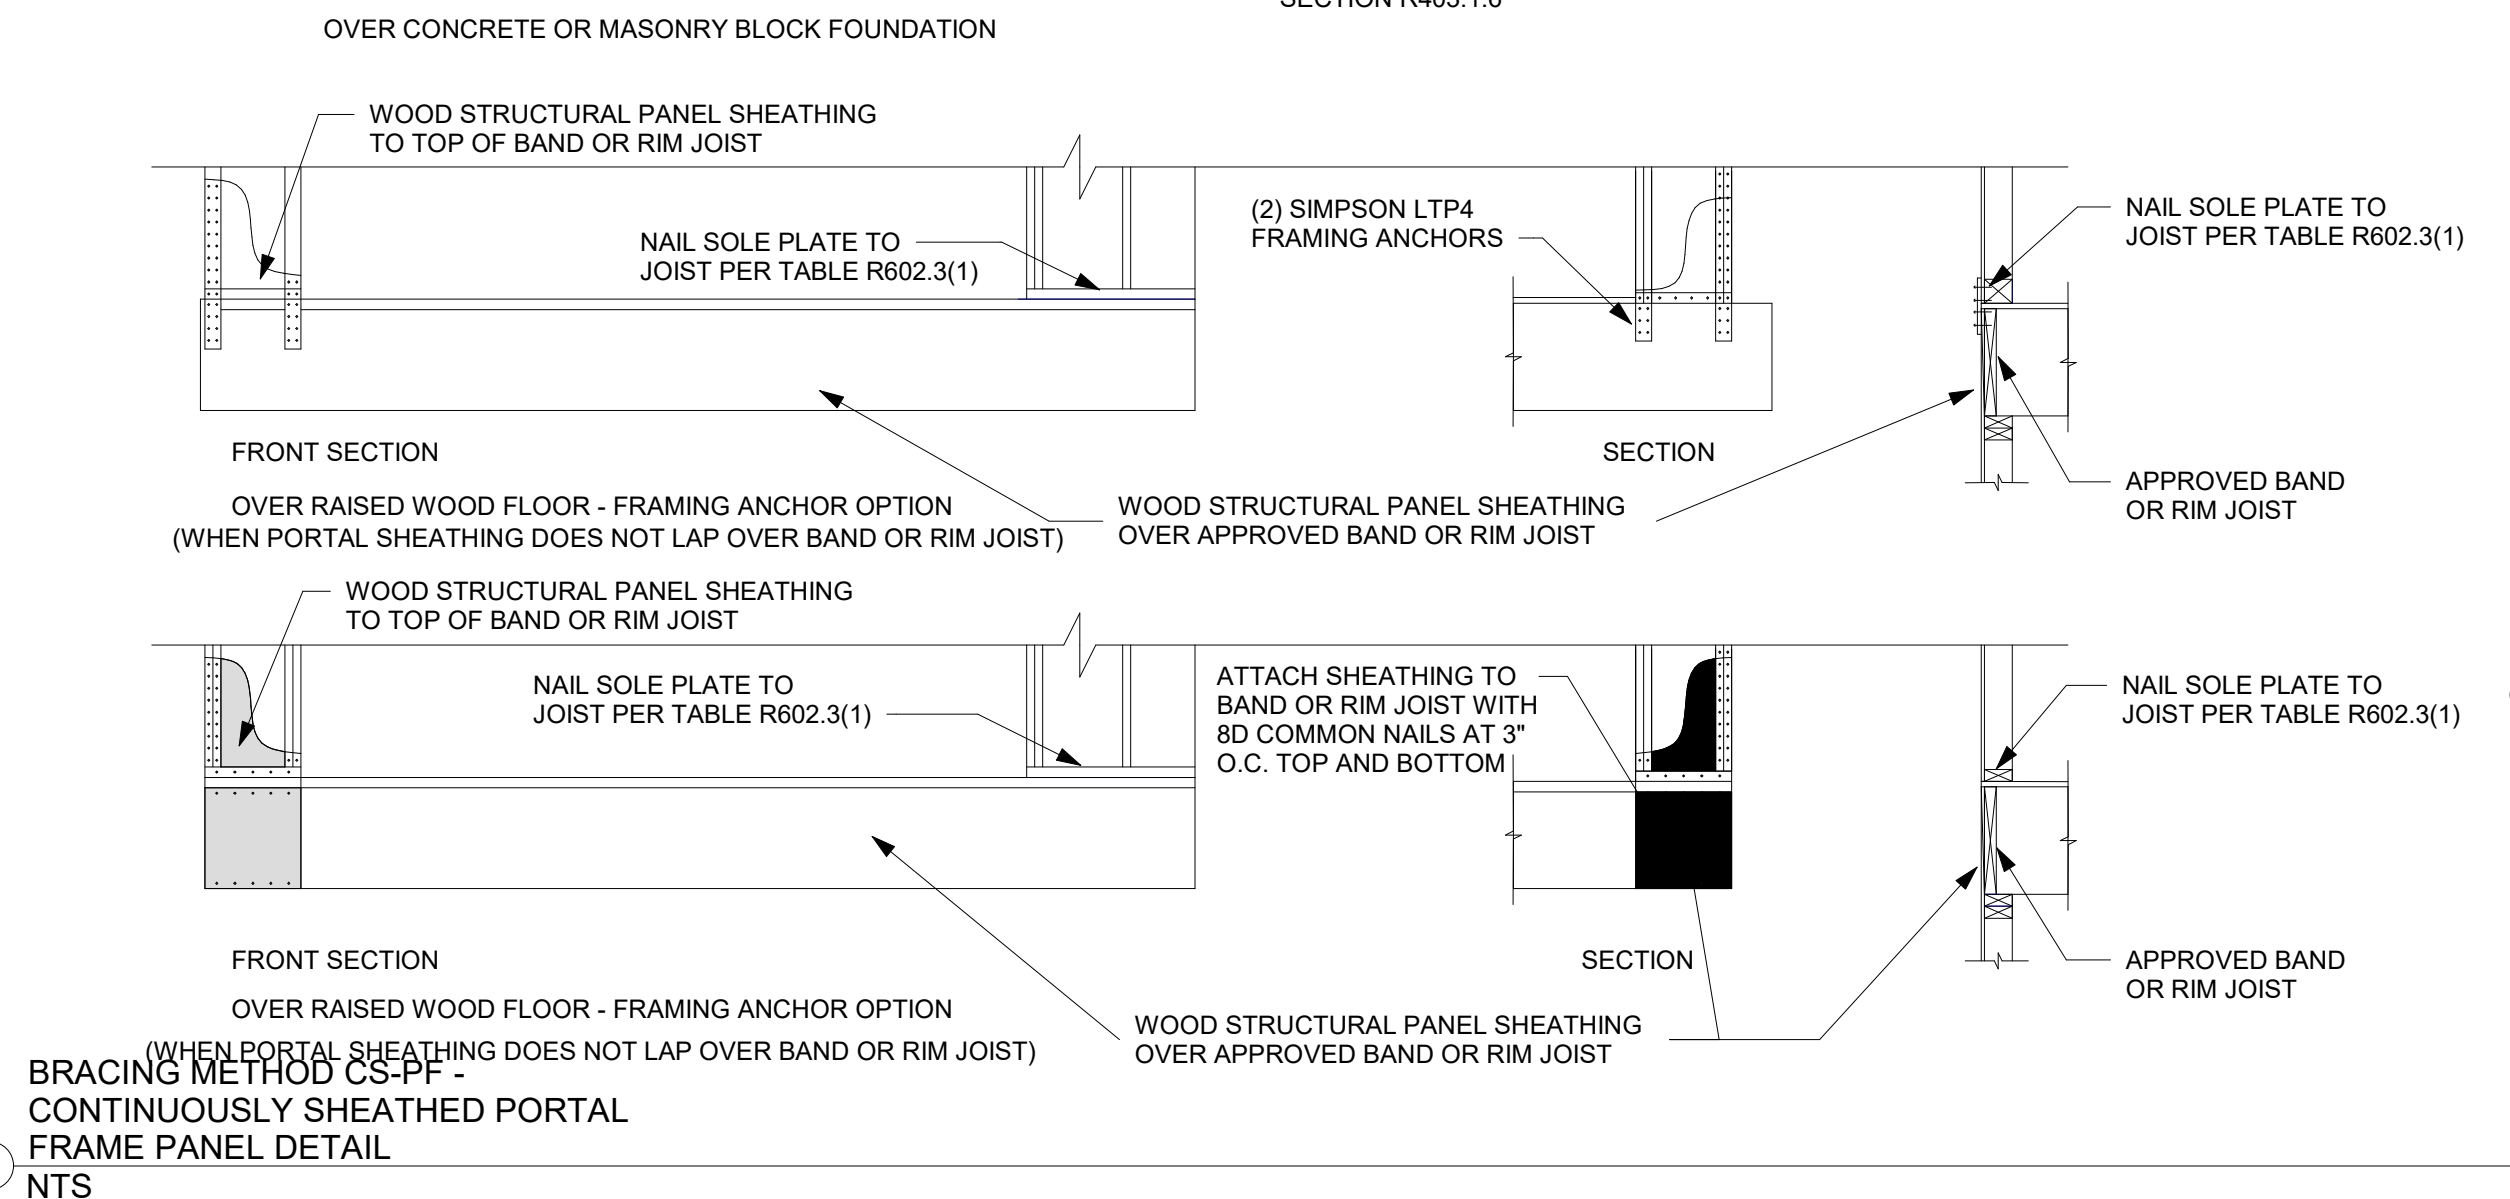 SECTION R403.1.6
OVER CONCRETE OR MASONRY BLOCK FOUNDATION
WOOD STRUCTURAL PANEL SHEATHING
TO TOP OF BAND OR RIM JOIST
NAIL SOLE PLATE TO
JOIST PER TABLE R602.3(1)
(2) SIMPSON LTP4
FRAMING ANCHORS
NAIL SOLE PLATE TO
JOIST PER TABLE R602.3(1)
FRONT SECTION
SECTION
APPROVED BAND
OR RIM JOIST
OVER RAISED WOOD FLOOR - FRAMING ANCHOR OPTION
(WHEN PORTAL SHEATHING DOES NOT LAP OVER BAND OR RIM JOIST)
WOOD STRUCTURAL PANEL SHEATHING
OVER APPROVED BAND OR RIM JOIST
WOOD STRUCTURAL PANEL SHEATHING
TO TOP OF BAND OR RIM JOIST
NAIL SOLE PLATE TO
JOIST PER TABLE R602.3(1)
ATTACH SHEATHING TO
BAND OR RIM JOIST WITH
8D COMMON NAILS AT 3"
O.C. TOP AND BOTTOM
NAIL SOLE PLATE TO
JOIST PER TABLE R602.3(1)
FRONT SECTION
SECTION
APPROVED BAND
OR RIM JOIST
OVER RAISED WOOD FLOOR - FRAMING ANCHOR OPTION
(WHEN PORTAL SHEATHING DOES NOT LAP OVER BAND OR RIM JOIST)
WOOD STRUCTURAL PANEL SHEATHING
OVER APPROVED BAND OR RIM JOIST
BRACING METHOD CS-PF -
CONTINUOUSLY SHEATHED PORTAL
FRAME PANEL DETAIL
NTS